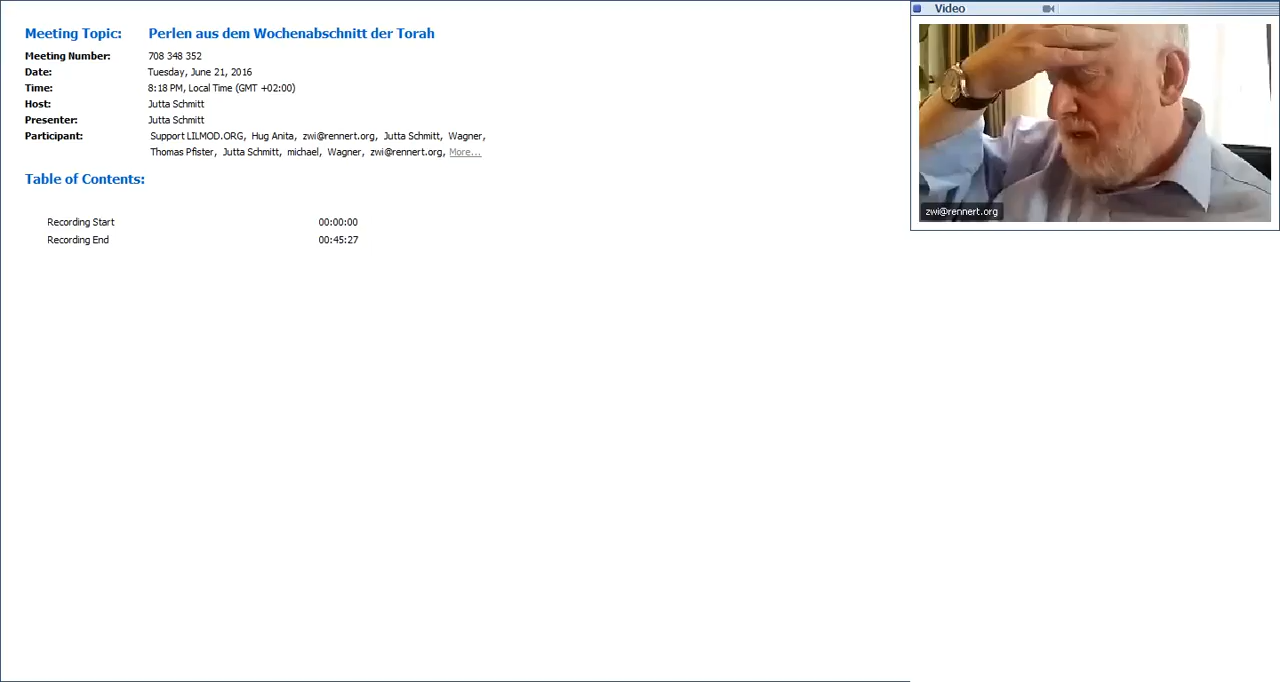 Video
Meeting Topic: Perlen aus dem Wochenabschnitt der Torah
Meeting Number: 708 348 352
Date: Tuesday, June 21, 2016
Time: 8:18 PM, Local Time (GMT +02:00)
Host: Jutta Schmitt
Presenter: Jutta Schmitt
Participant: Support LILMOD.ORG, Hug Anita, zwi@rennert.org, Jutta Schmitt, Wagner,
Thomas Pfister, Jutta Schmitt, michael, Wagner, zwi@rennert.org, More...
Table of Contents:
Recording Start 00:00:00
Recording End 00:45:27
zwi@rennert.org